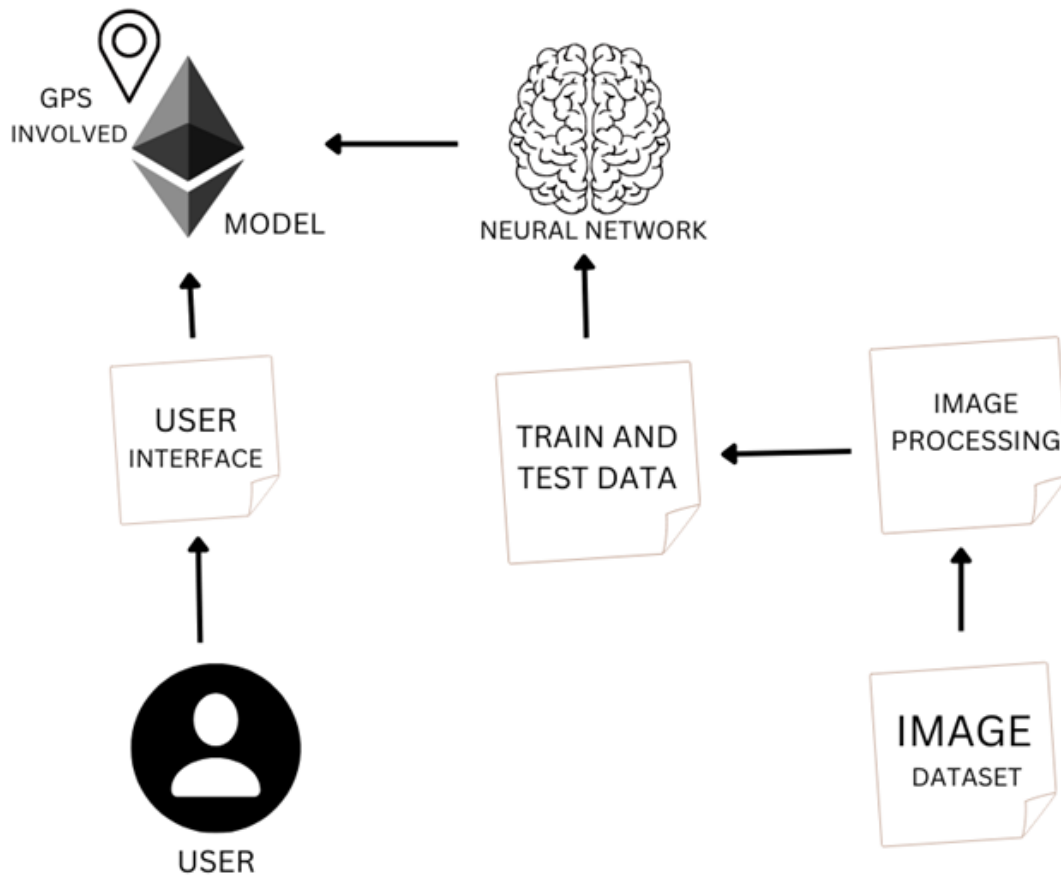 GPS
INVOLVED
MODEL
NEURAL NETWORK
USER
INTERFACE
TRAIN AND
TEST DATA
IMAGE
PROCESSING
IMAGE
DATASET
USER